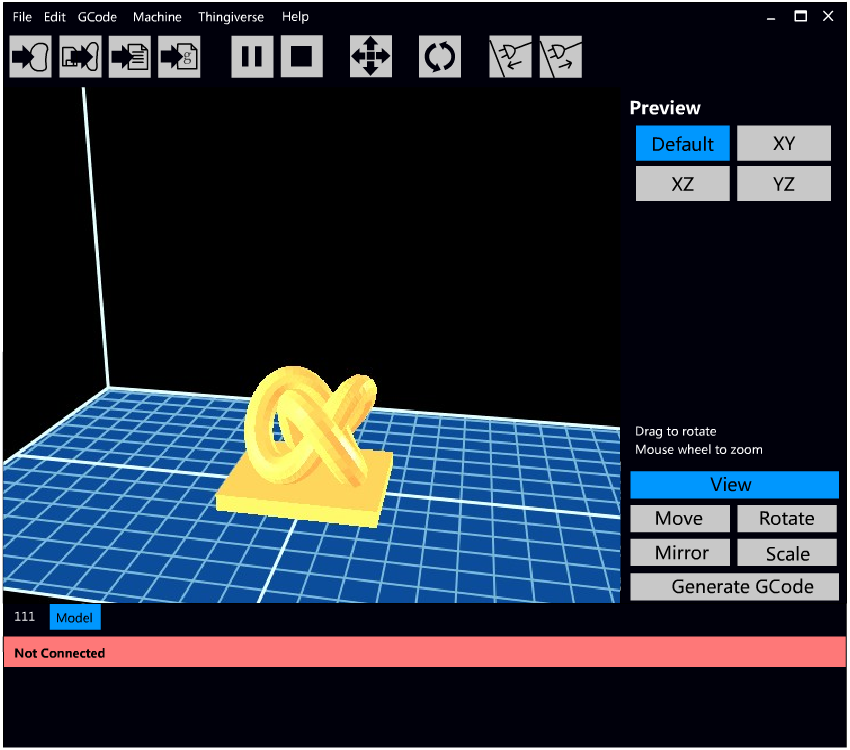 File Edit GCode Machine Thingiverse Help
g
Preview
Default XY
XZ YZ
Drag to rotate
Mouse wheel to zoom
View
Move Rotate
Mirror Scale
Generate GCode
111 Model
Not Connected